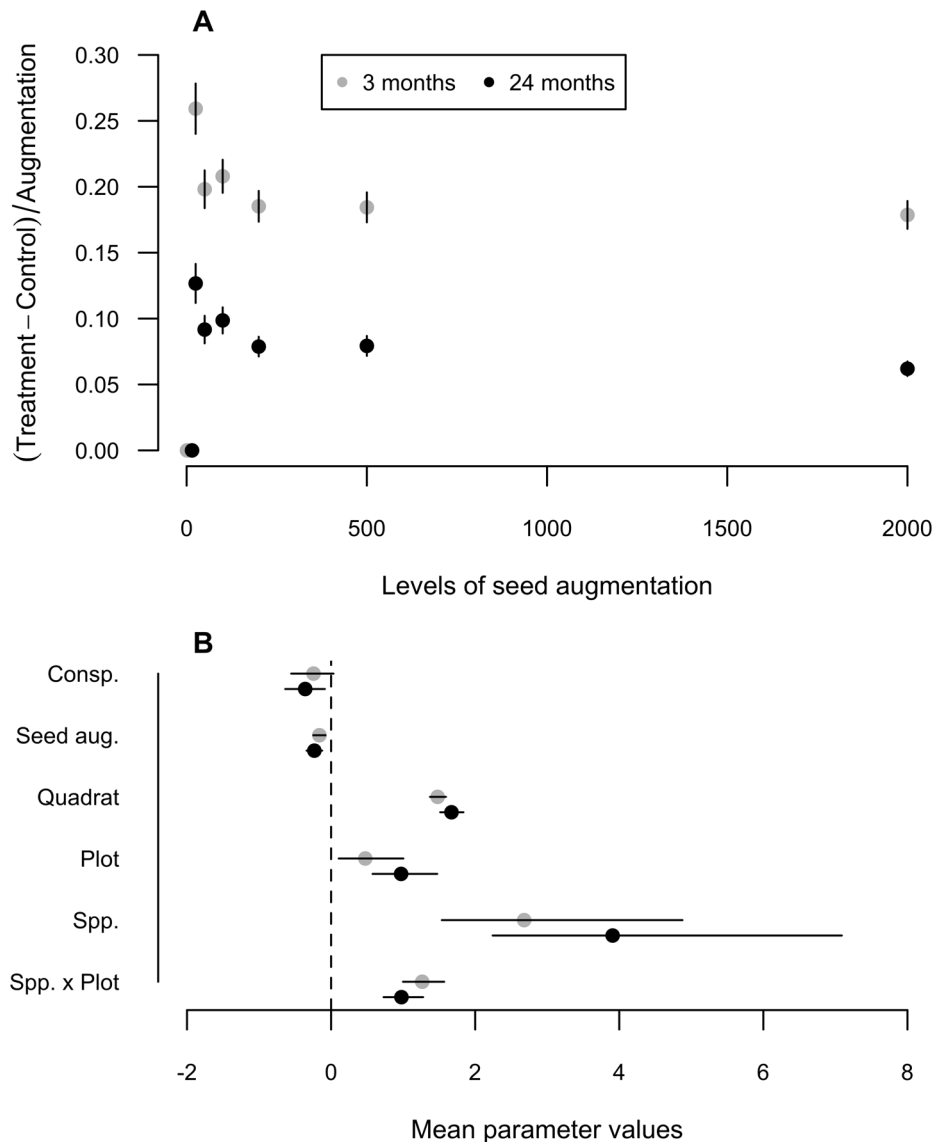 A
(Treatment − Control)/Augmentation
0.30
0.25
0.20
0.15
0.10
0.05
0.00
3 months 24 months
0 500 1000 1500 2000
Levels of seed augmentation
B
Consp.
Seed aug.
Quadrat
Plot
Spp.
Spp. x Plot
-2 0 2 4 6 8
Mean parameter values